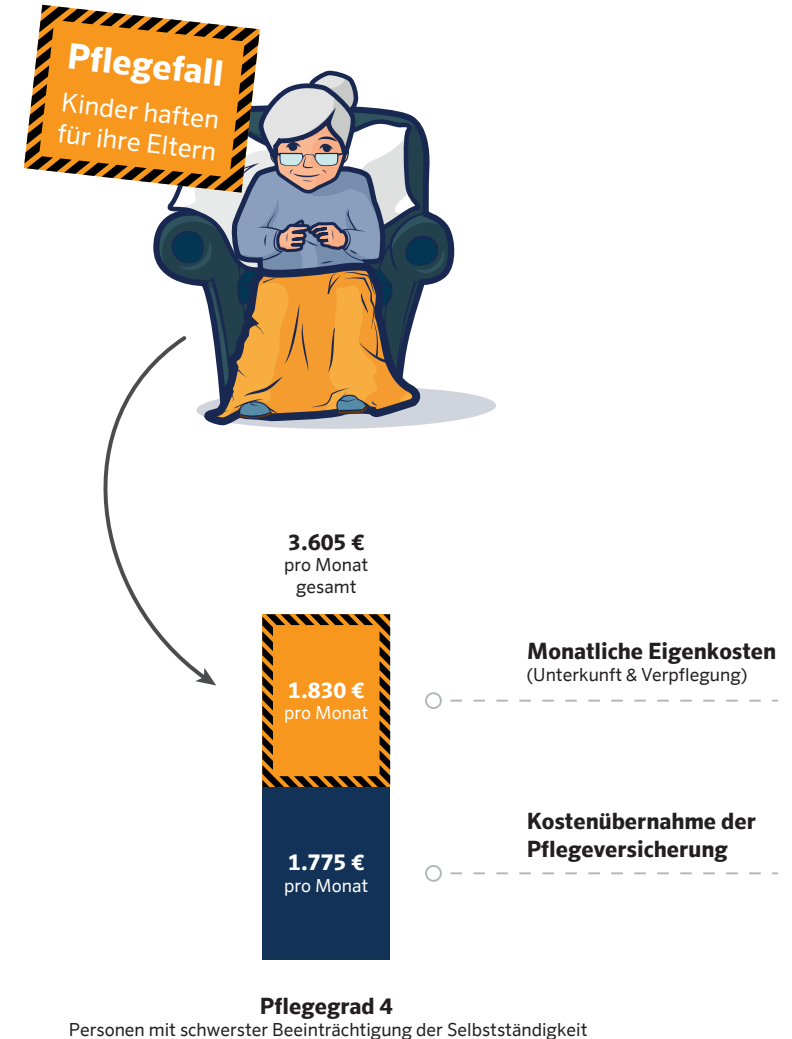 Pflegefall
Kinder haften
für ihre Eltern
3.605 €
pro Monat
gesamt
1.830 €
pro Monat
Monatliche Eigenkosten
(Unterkunft & Verpflegung)
1.775 €
pro Monat
Kostenübernahme der
Pflegeversicherung
Pflegegrad 4
Personen mit schwerster Beeinträchtigung der Selbstständigkeit